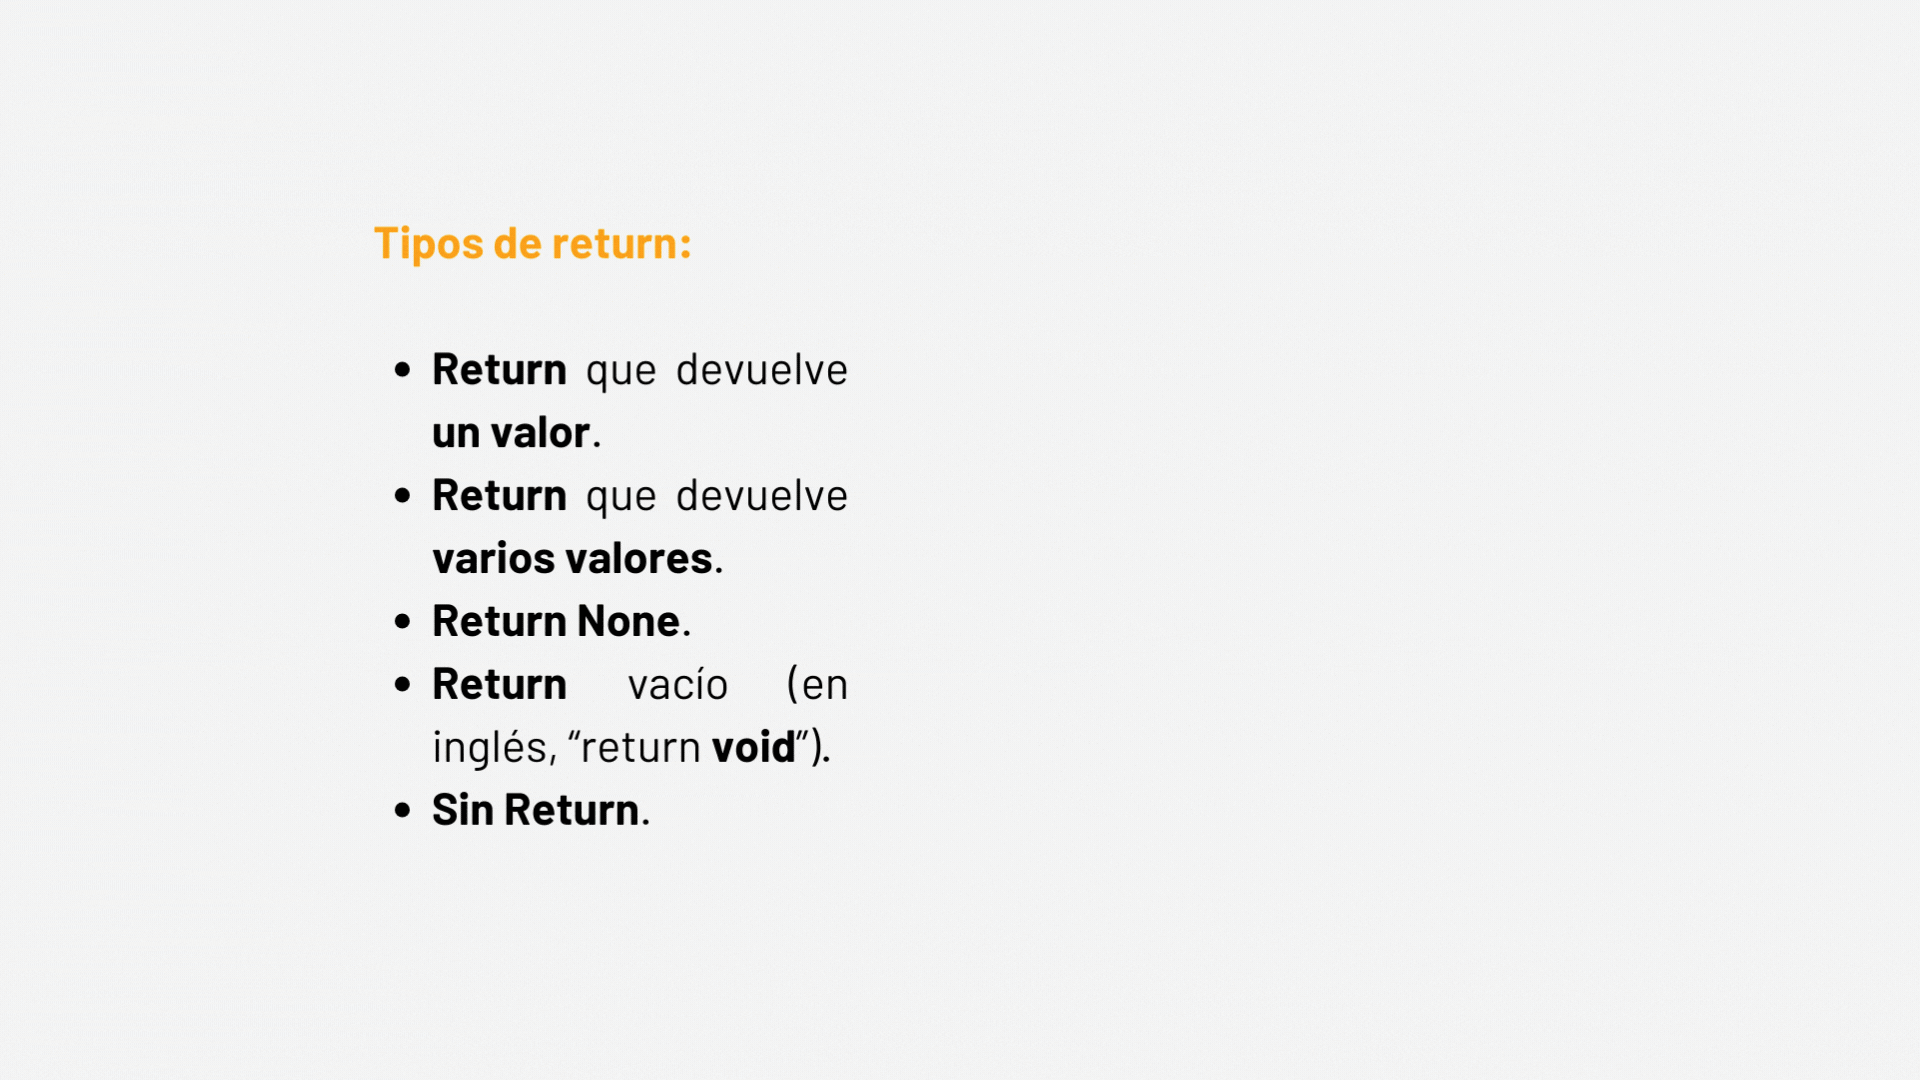 Tipos de return:
• Return que devuelve
un valor.
• Return que devuelve
varios valores.
• Return None.
• Return vacío (en
inglés, “return void”).
• Sin Return.